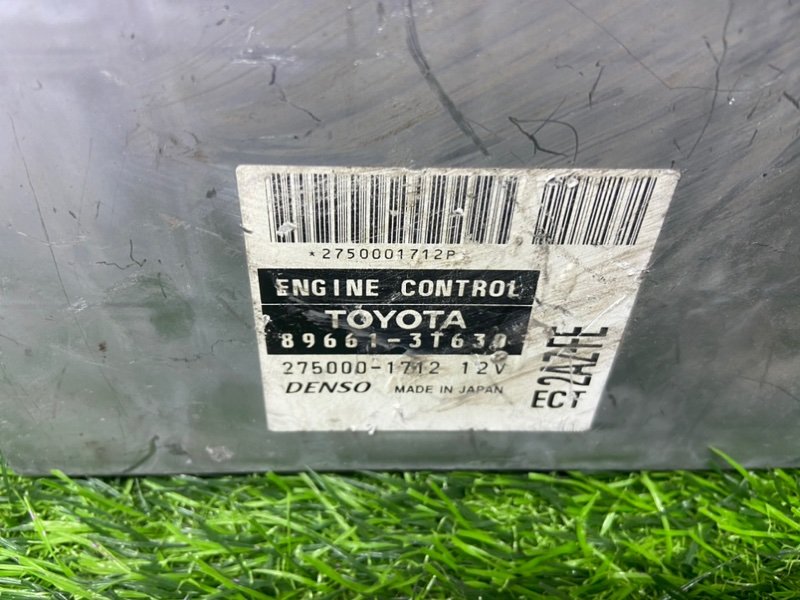 *2750001712P
ENGINE CONTROL
TOYOTA
89661-3T630
275000-1712 12V
DENSO MADE IN JAPAN
2AZFE
ECT